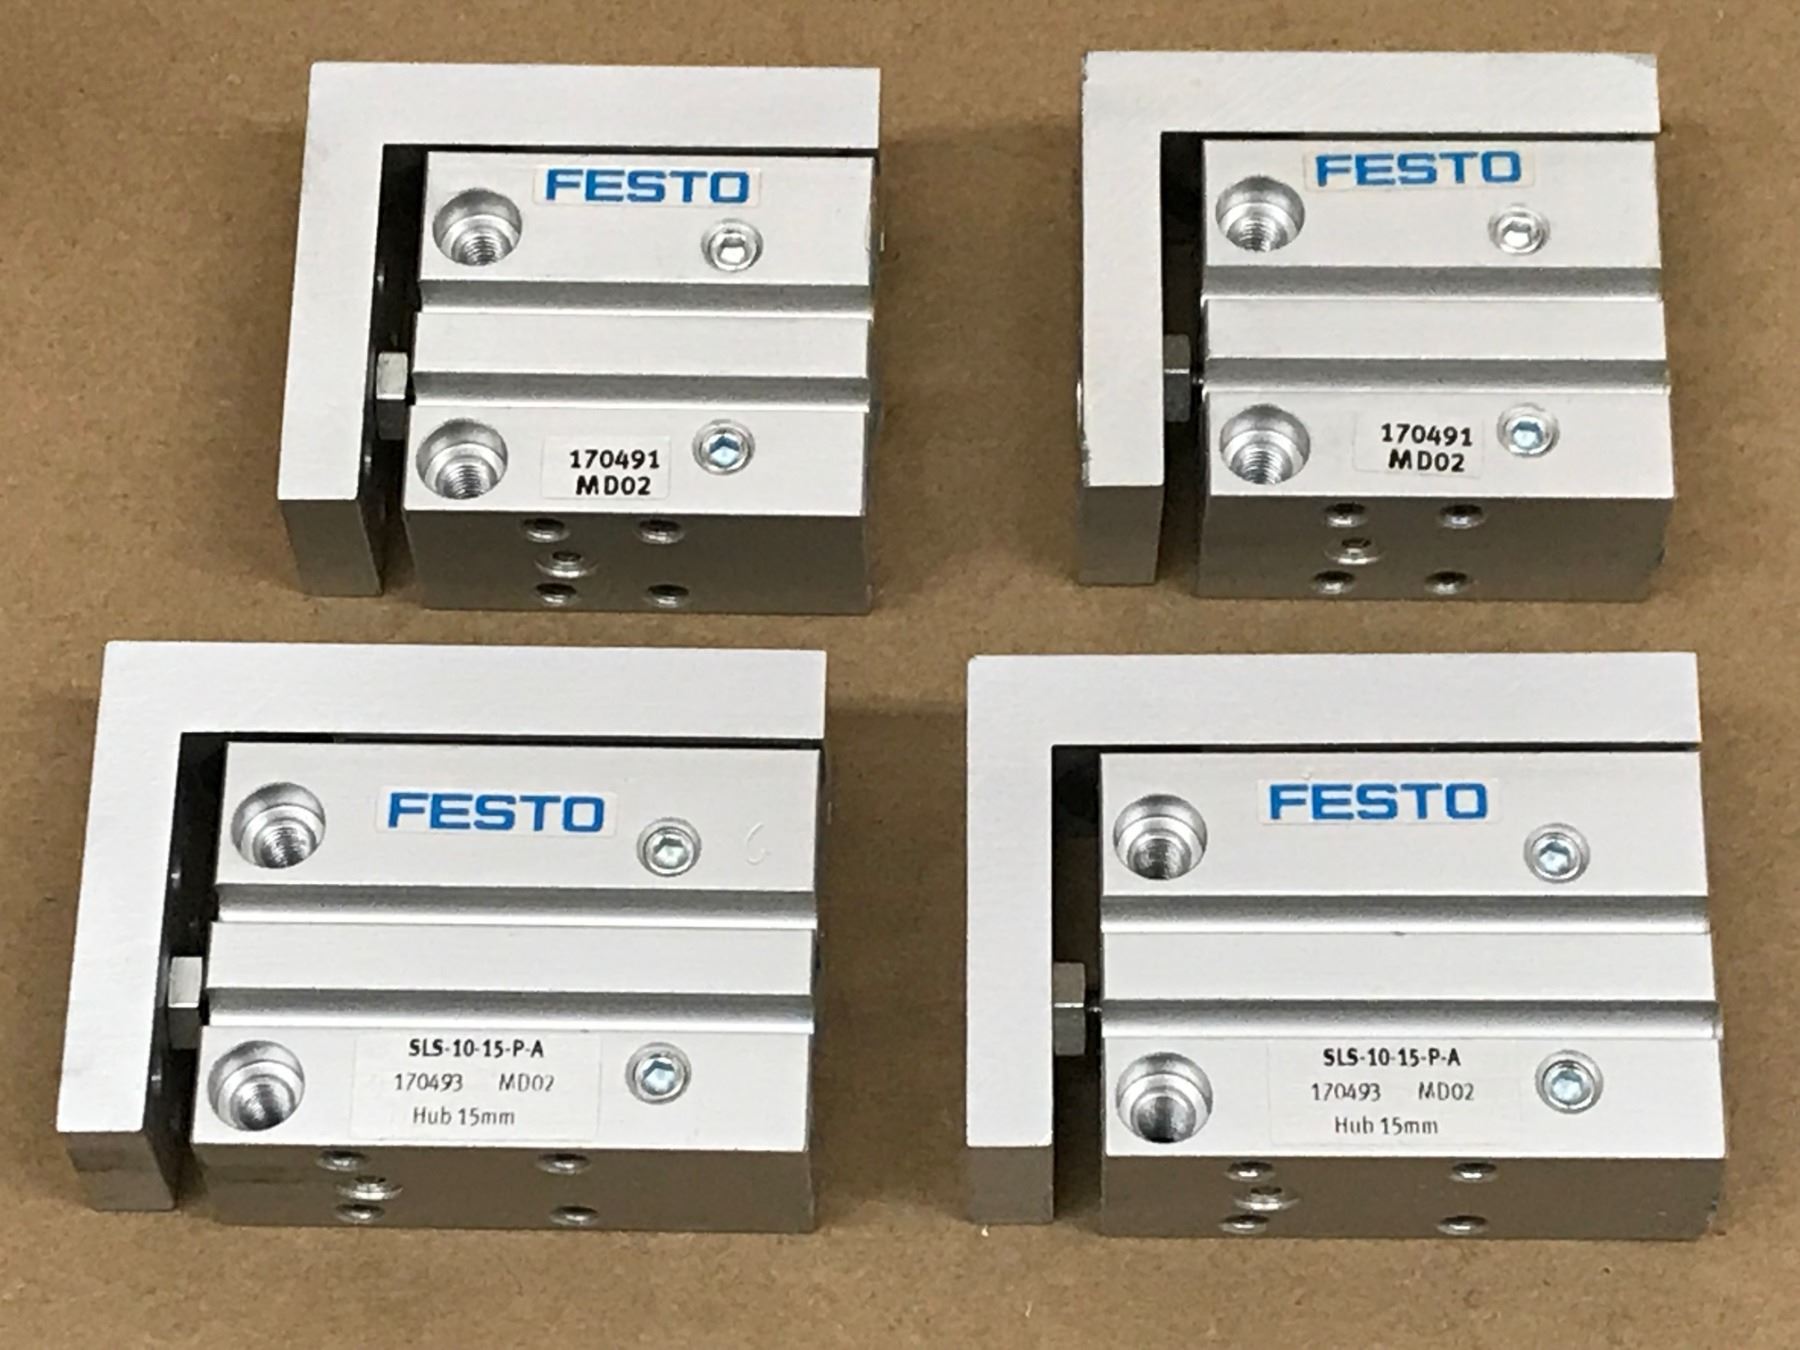 FESTO
170491
MD02
FESTO
170491
MD02
FESTO
SLS-10-15-P-A
170493 MD02
Hub 15mm
FESTO
SLS-10-15-P-A
170493 MD02
Hub 15mm